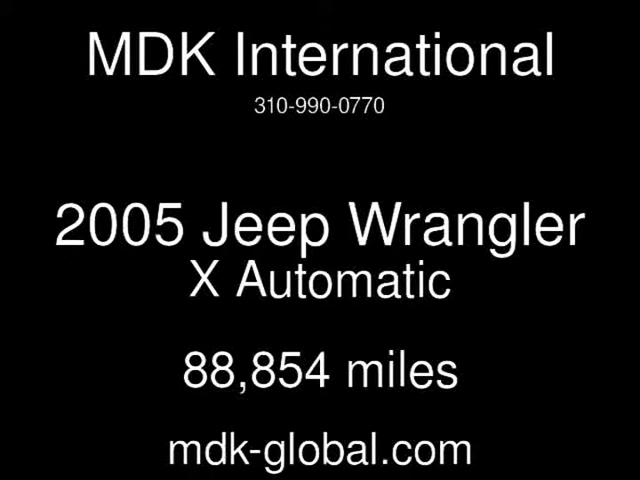 MDK International
310-990-0770
2005 Jeep Wrangler
X Automatic
88,854 miles
mdk-global.com